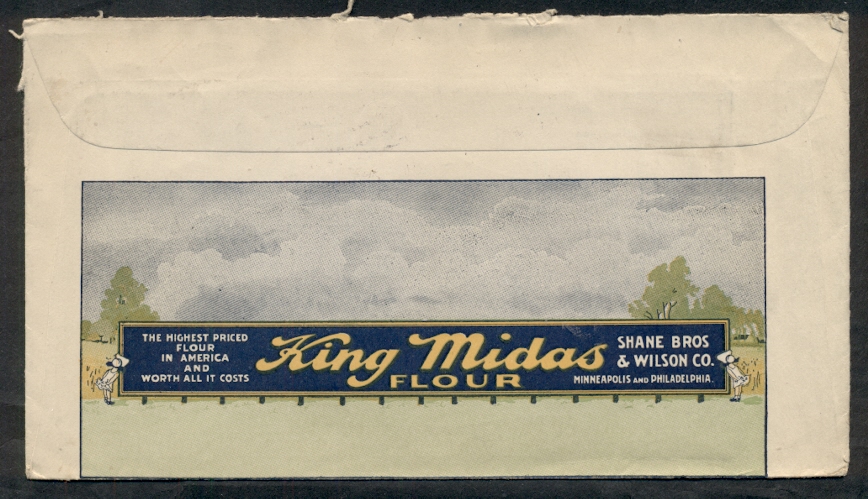 THE HIGHEST PRICED
FLOUR
IN AMERICA
AND
WORTH ALL IT COSTS
King Midas
FLOUR
SHANE BROS
& WILSON CO.
MINNEAPOLIS AND PHILADELPHIA.